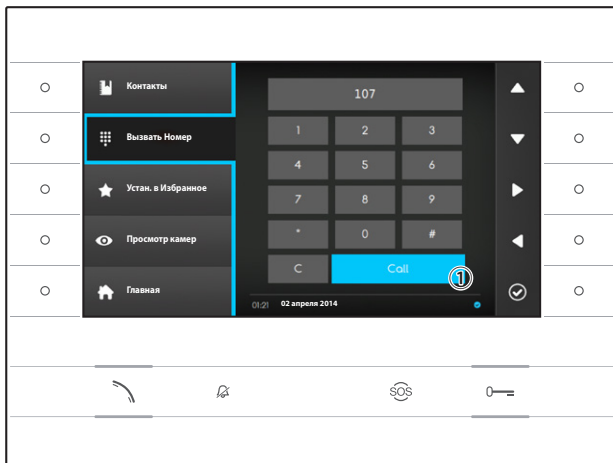 Контакты
Вызвать Номер
Устан. в Избранное
Просмотр камер
Главная
107
1 2 3
4 5 6
7 8 9
* 0 #
C Call
①
01:21 02 апреля 2014
SOS